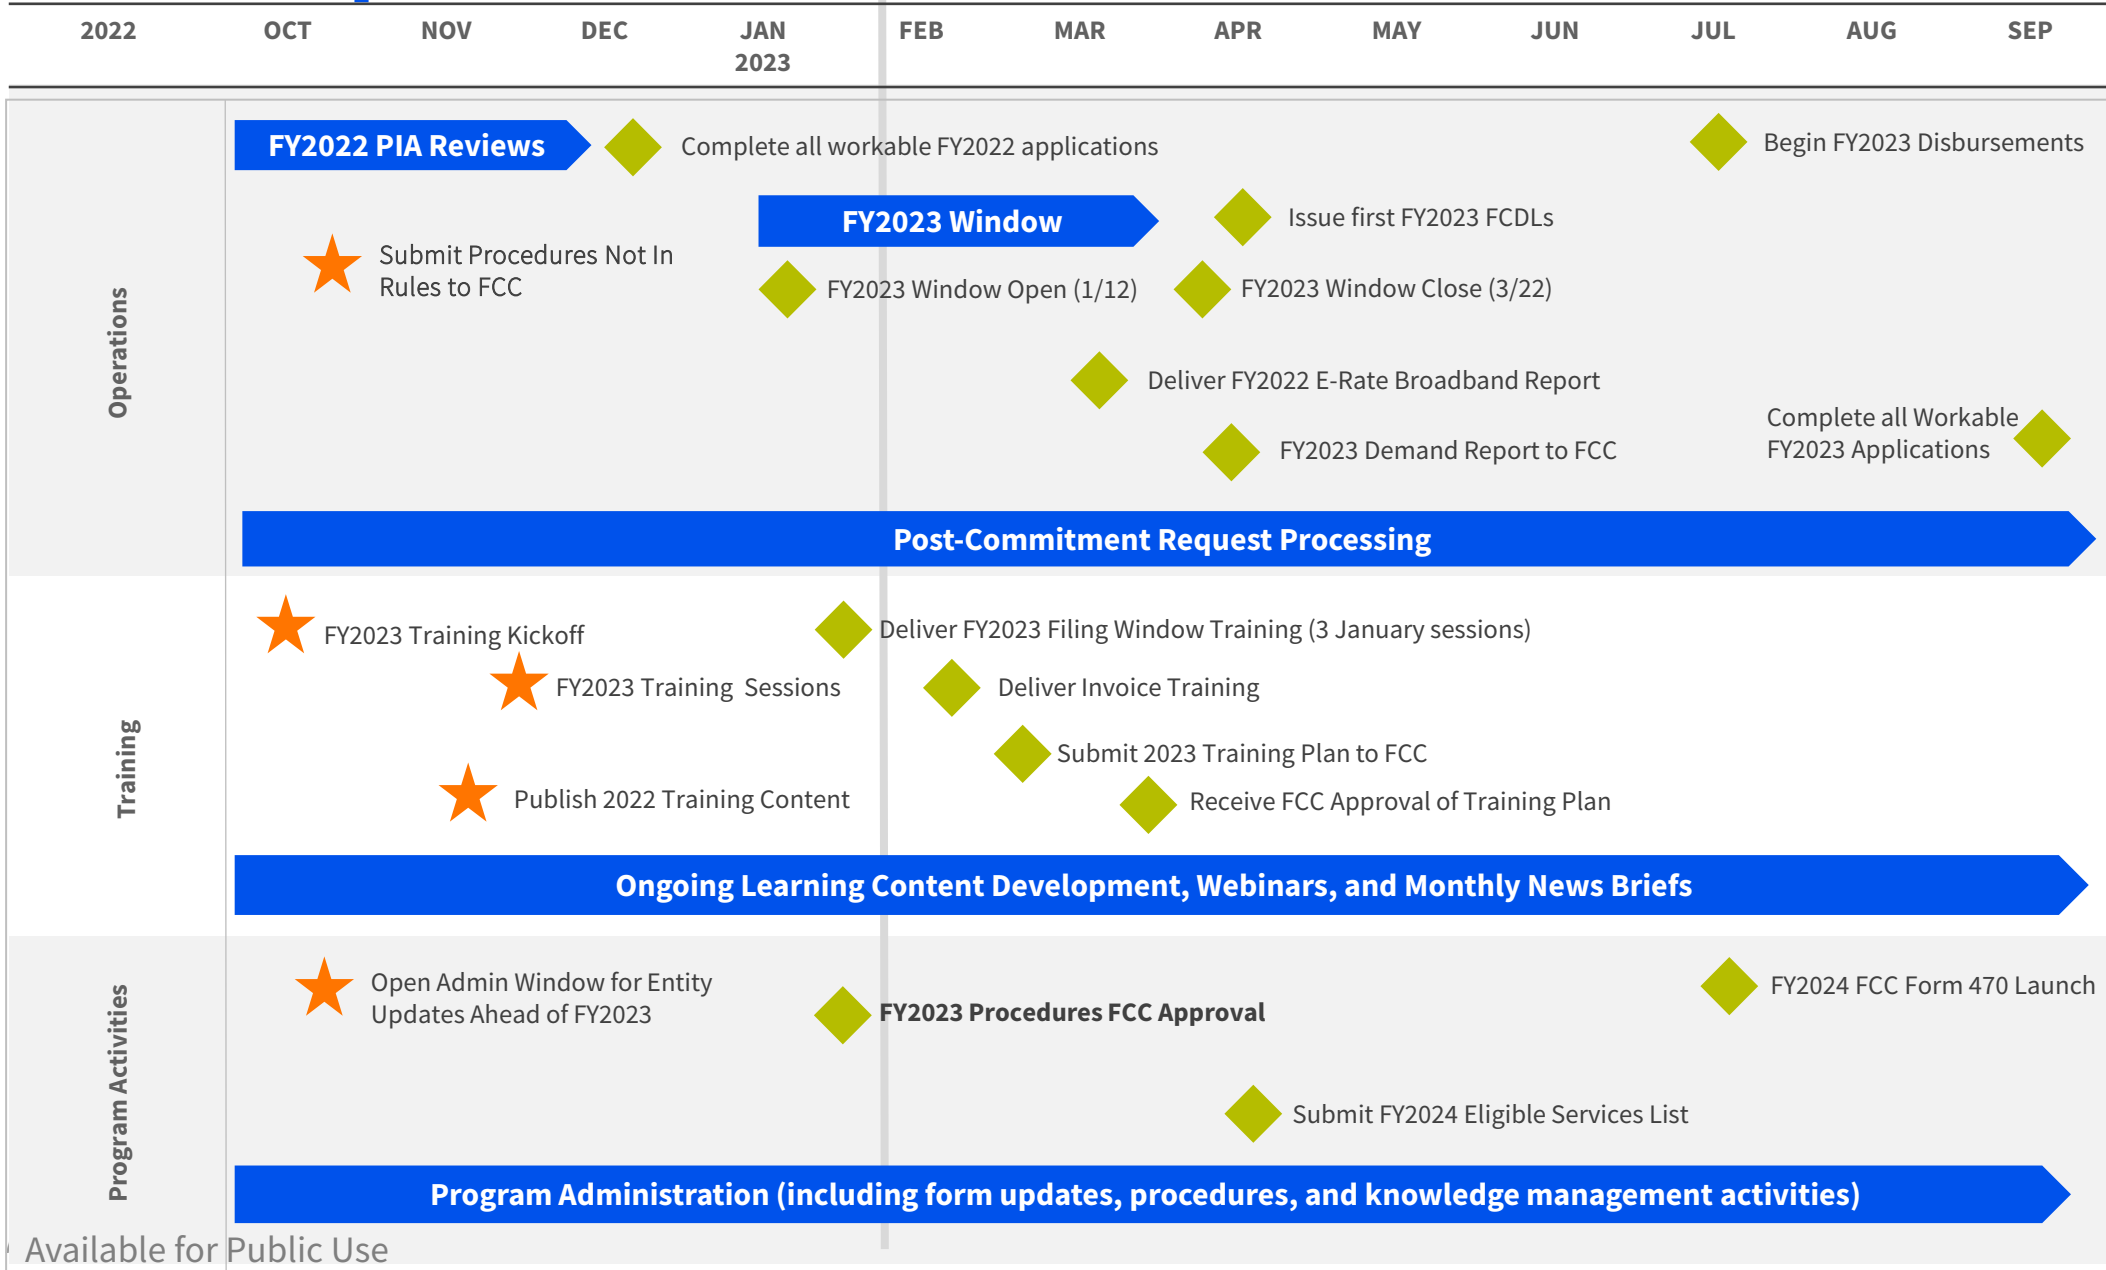 2022 OCT NOV DEC JAN FEB MAR APR MAY JUN JUL AUG SEP
2023
Operations
FY2022 PIA Reviews
Complete all workable FY2022 applications
Begin FY2023 Disbursements
FY2023 Window
Issue first FY2023 FCDLs
Submit Procedures Not In
Rules to FCC
FY2023 Window Open (1/12)
FY2023 Window Close (3/22)
Deliver FY2022 E-Rate Broadband Report
Complete all Workable
FY2023 Applications
FY2023 Demand Report to FCC
Post-Commitment Request Processing
Training
FY2023 Training Kickoff
Deliver FY2023 Filing Window Training (3 January sessions)
FY2023 Training  Sessions
Deliver Invoice Training
Submit 2023 Training Plan to FCC
Publish 2022 Training Content
Receive FCC Approval of Training Plan
Ongoing Learning Content Development, Webinars, and Monthly News Briefs
Program Activities
Open Admin Window for Entity
Updates Ahead of FY2023
FY2023 Procedures FCC Approval
FY2024 FCC Form 470 Launch
Submit FY2024 Eligible Services List
Program Administration (including form updates, procedures, and knowledge management activities)
Available for Public Use